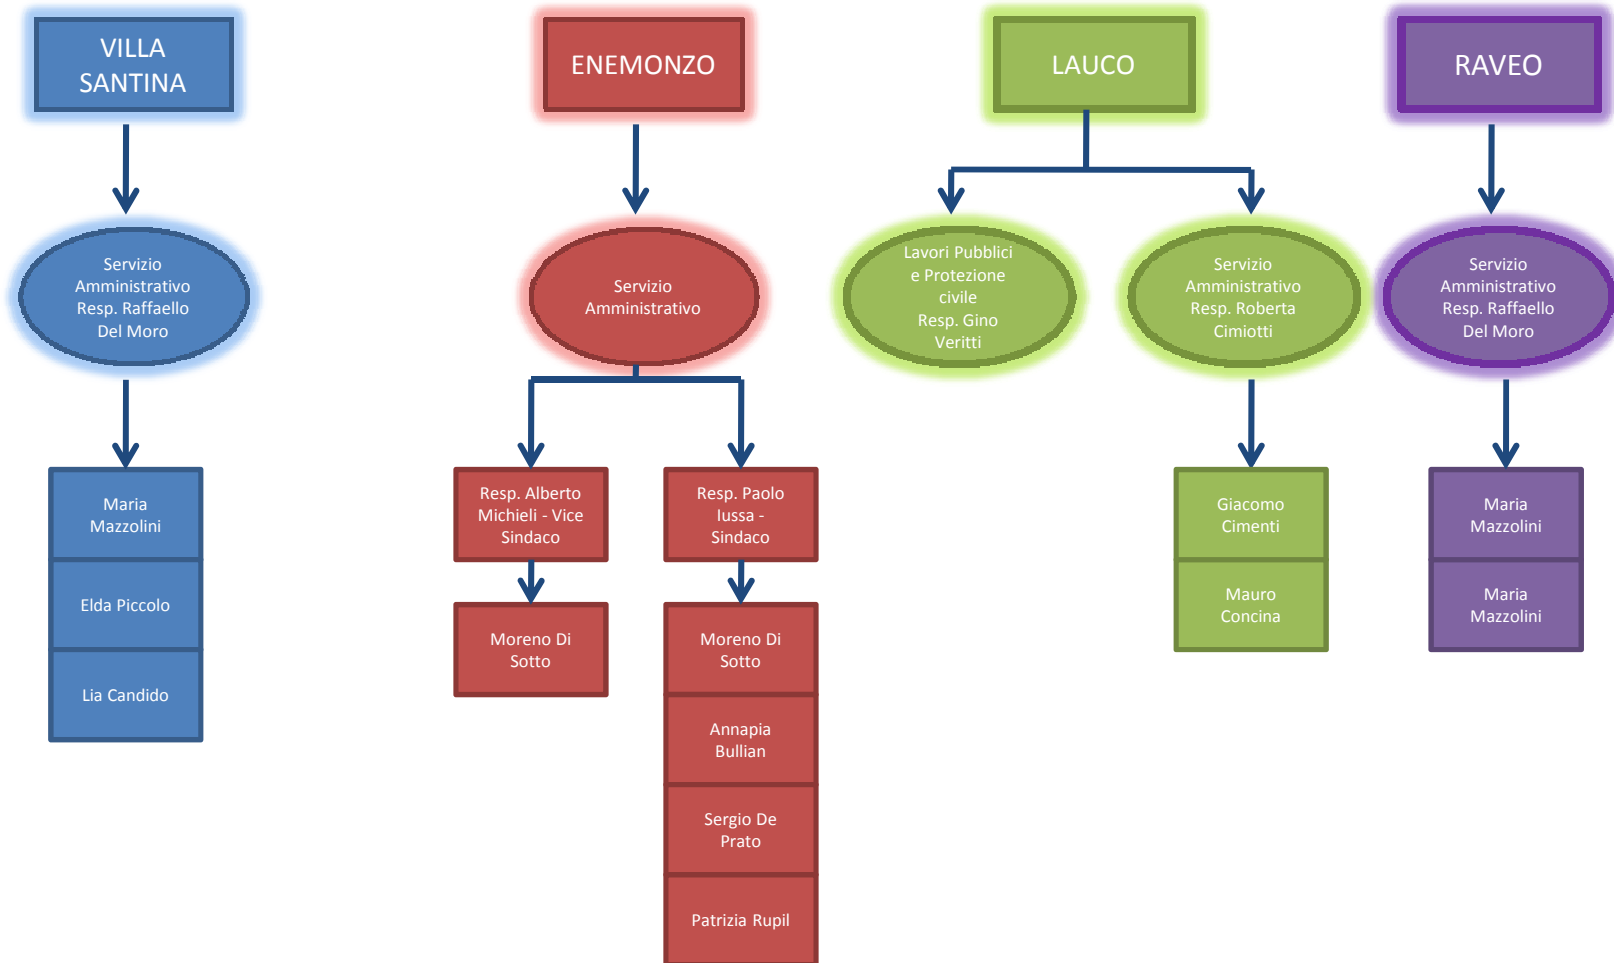 VILLA
SANTINA
ENEMONZO
LAUCO
RAVEO
Servizio
Amministrativo
Resp. Raffaello
Del Moro
Servizio
Amministrativo
Lavori Pubblici
e Protezione
civile
Resp. Gino
Veritti
Servizio
Amministrativo
Resp. Roberta
Cimiotti
Servizio
Amministrativo
Resp. Raffaello
Del Moro
Maria
Mazzolini
Elda Piccolo
Lia Candido
Resp. Alberto
Michieli - Vice
Sindaco
Moreno Di
Sotto
Resp. Paolo
Iussa -
Sindaco
Moreno Di
Sotto
Annapia
Bullian
Sergio De
Prato
Patrizia Rupil
Giacomo
Cimenti
Mauro
Concina
Maria
Mazzolini
Maria
Mazzolini